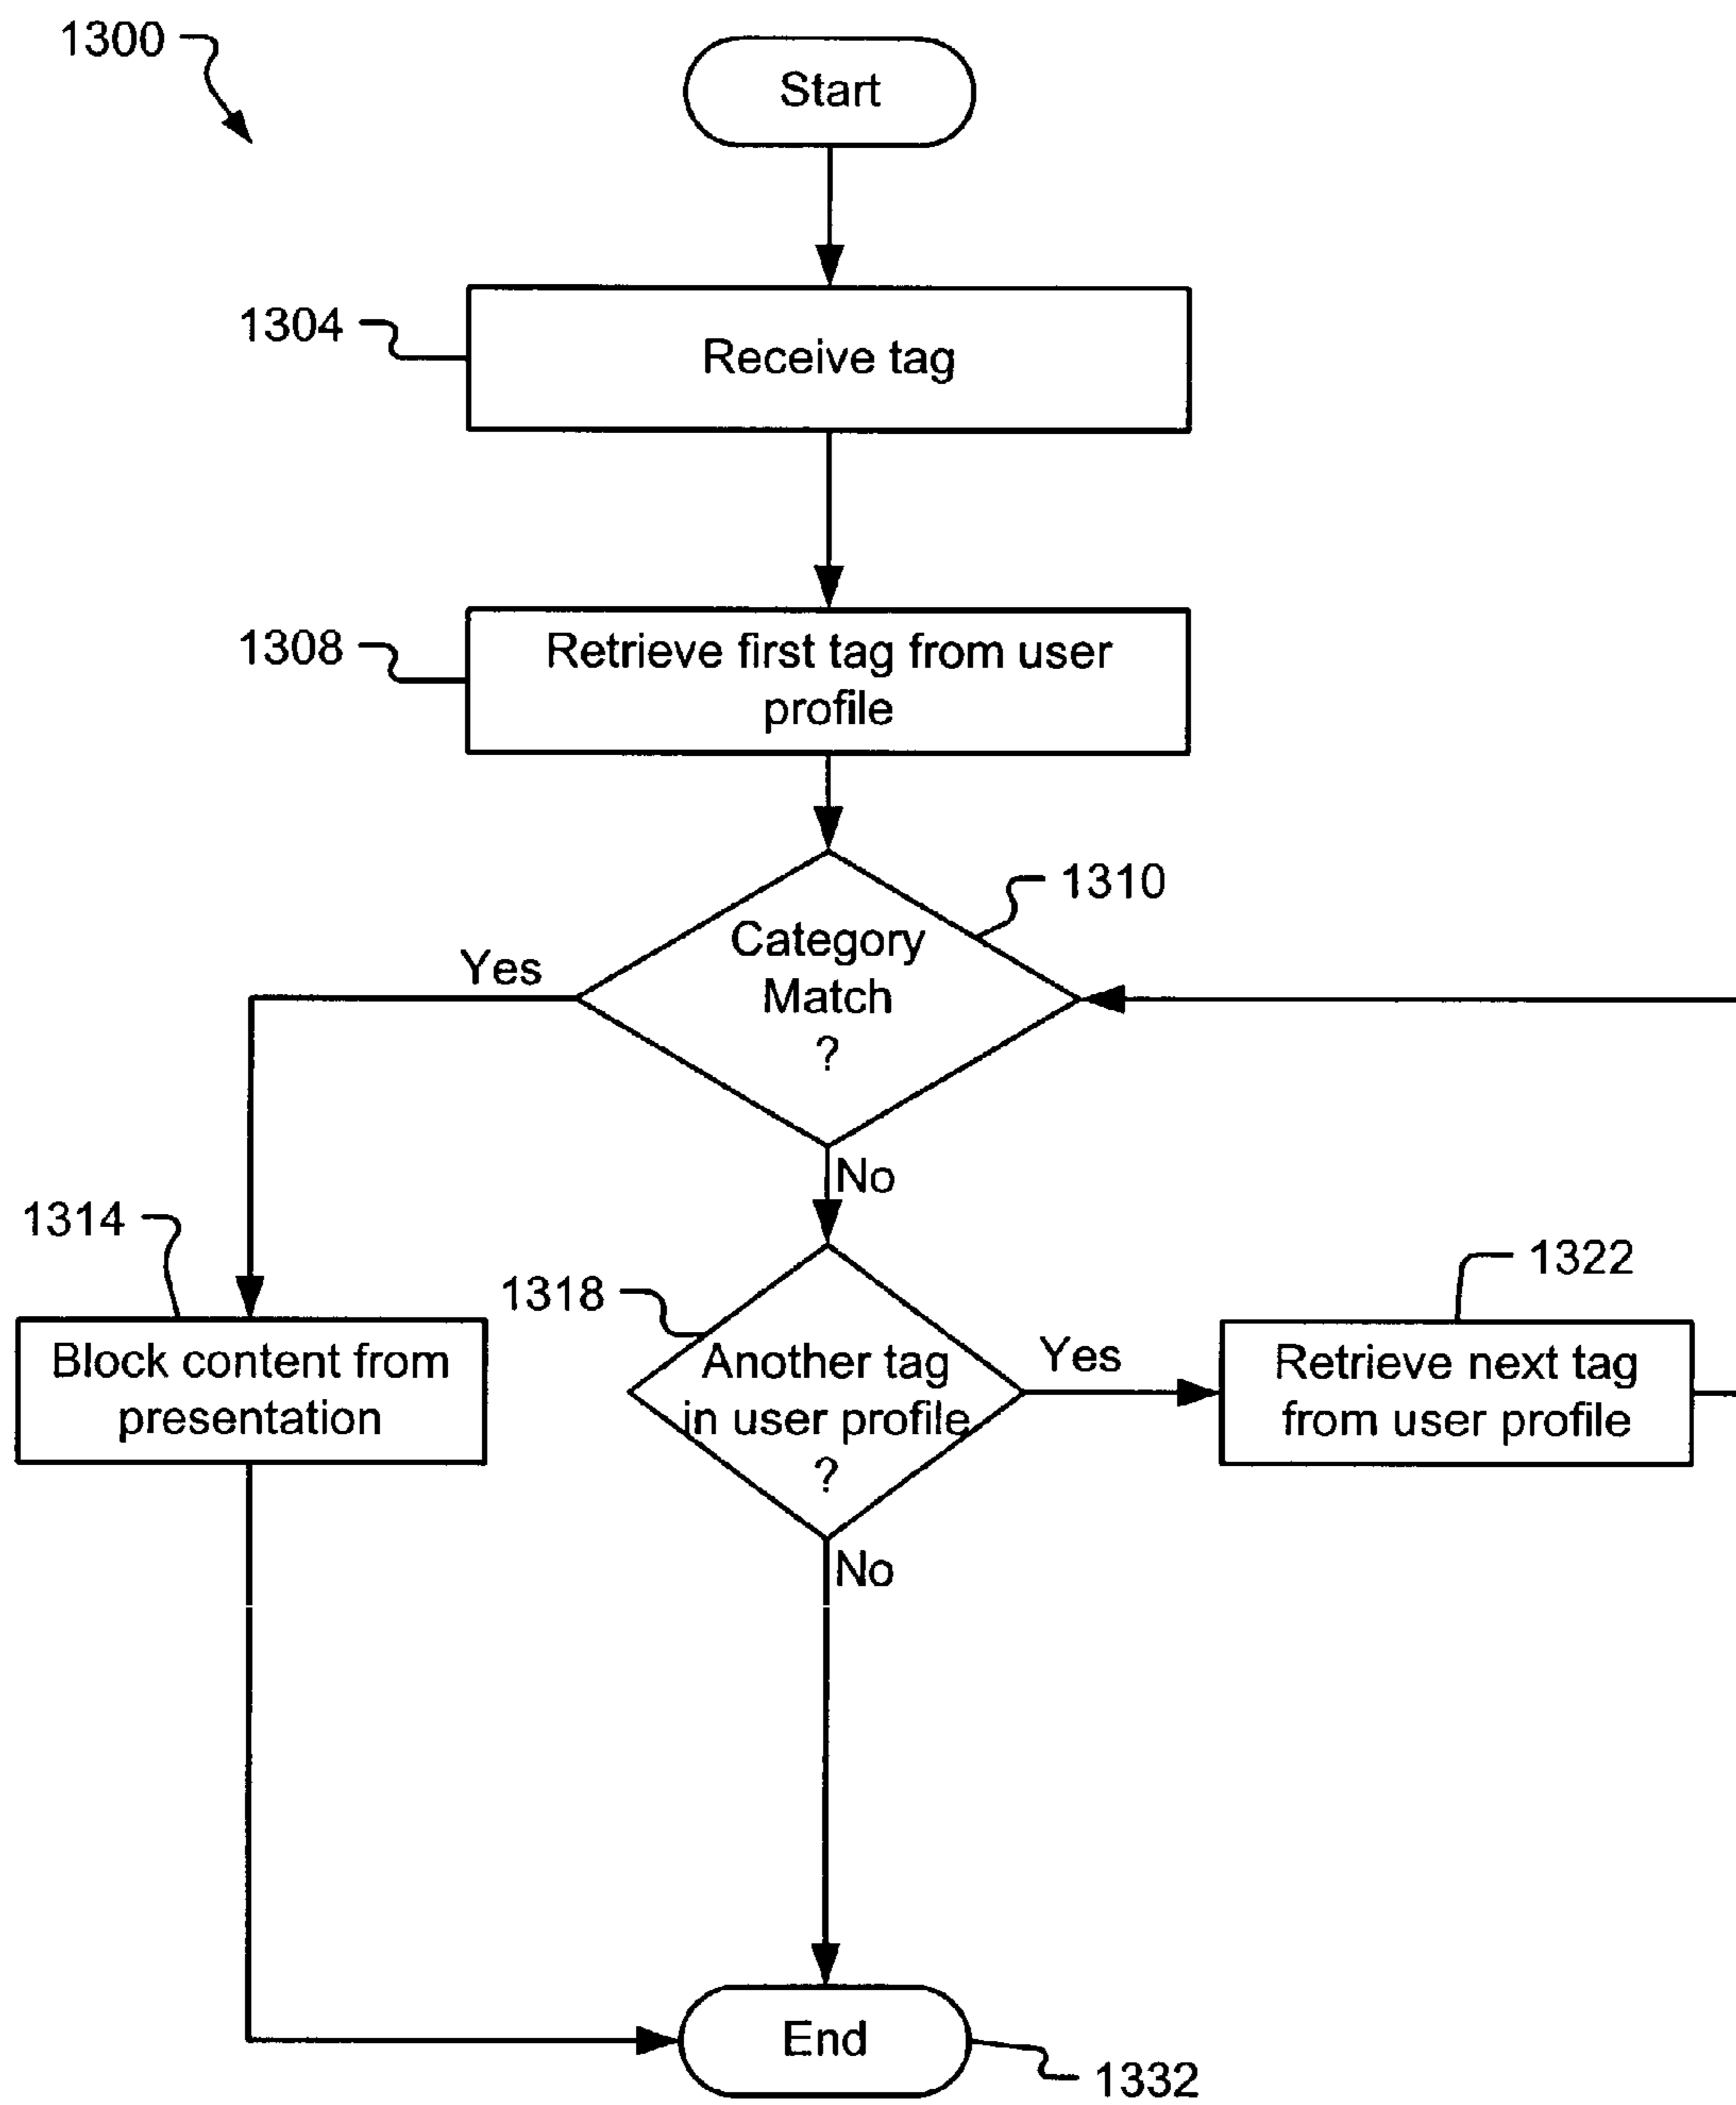 1300
Start
1304
Receive tag
1308
Retrieve first tag from user
profile
1310
Category
Match
?
Yes
No
1314
Block content from
presentation
1318
Another tag
in user profile
?
Yes
1322
Retrieve next tag
from user profile
No
End
1332